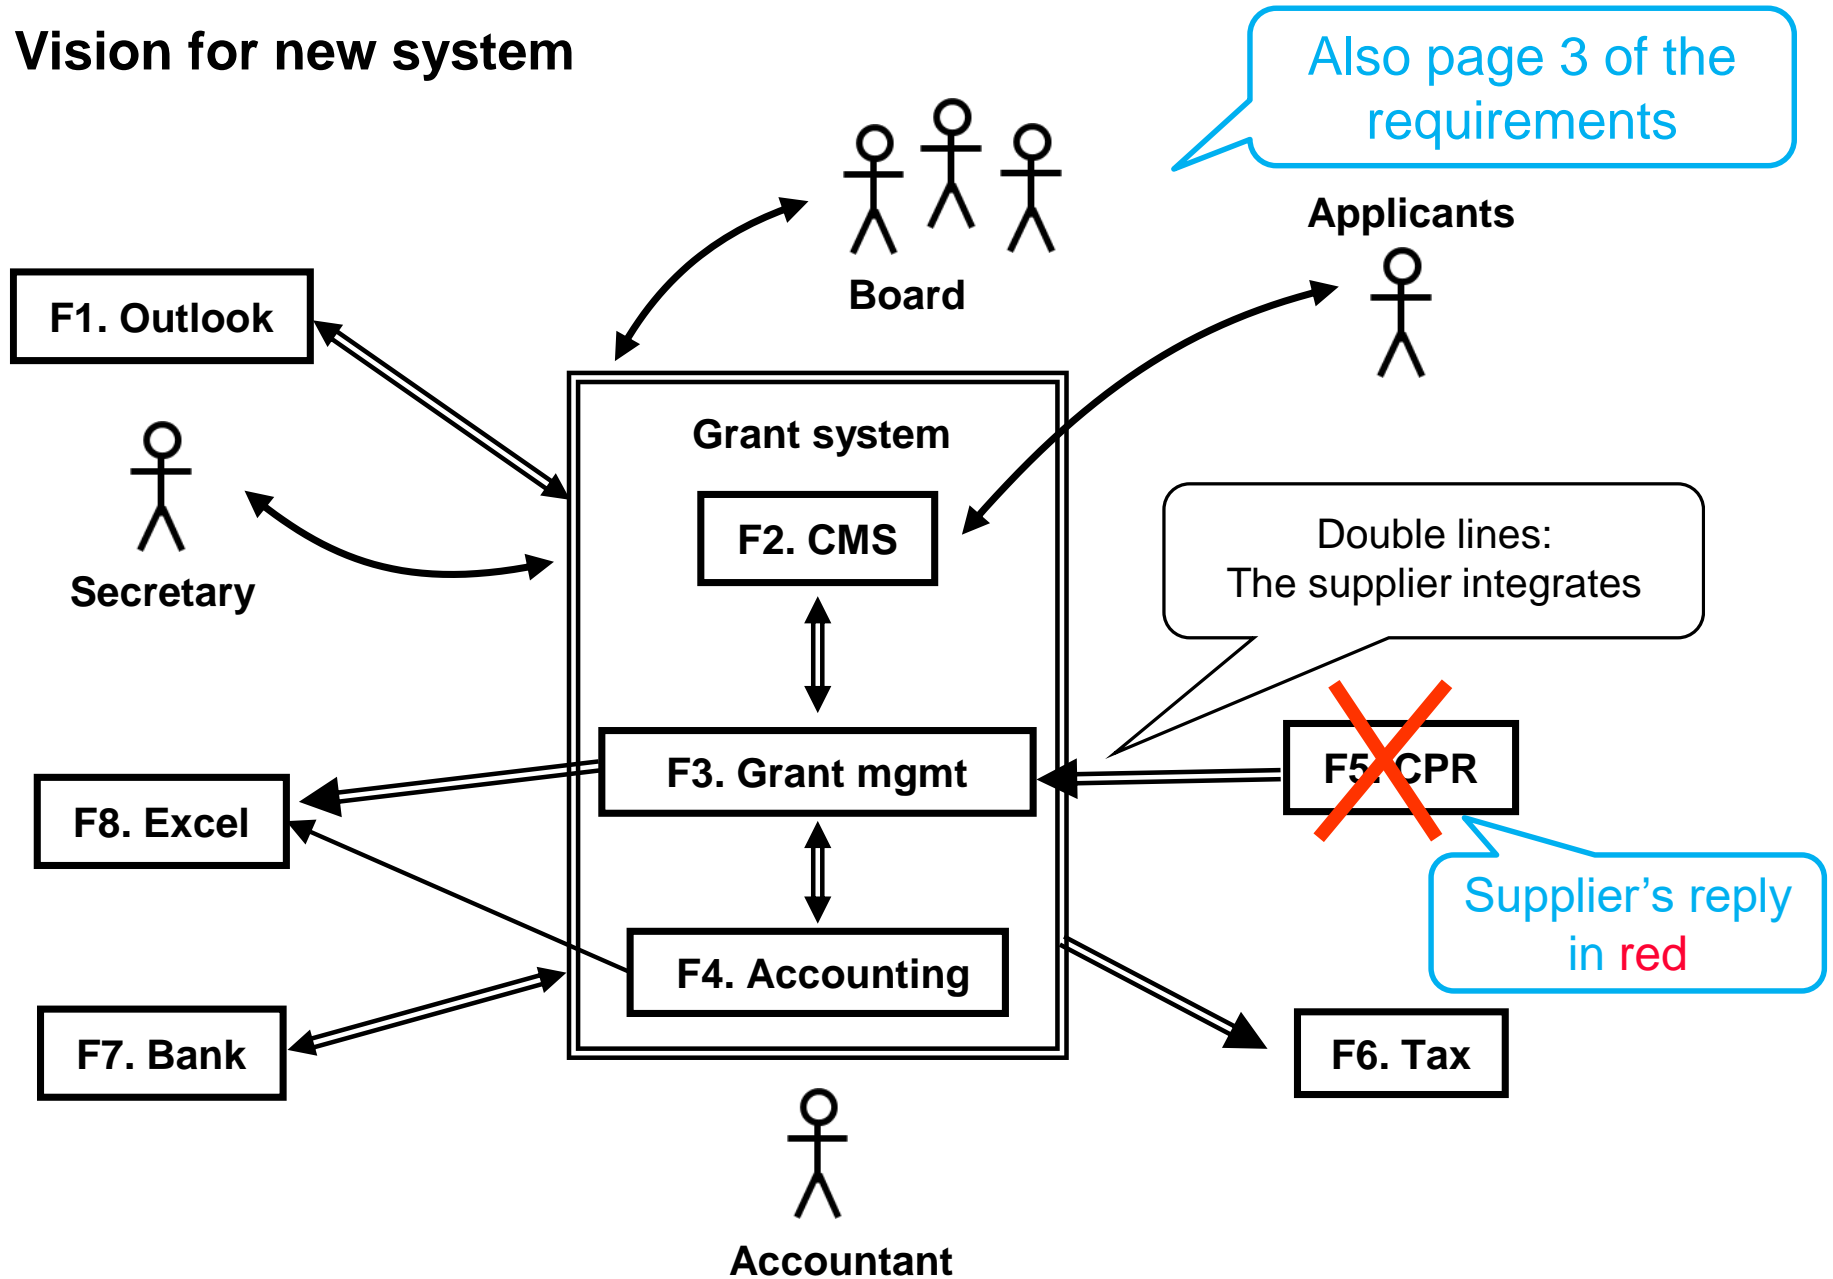 Vision for new system
Also page 3 of the
requirements
Applicants
Board
F1. Outlook
Grant system
F2. CMS
Double lines:
The supplier integrates
Secretary
F3. Grant mgmt
F5. CPR
F8. Excel
Supplier’s reply
in red
F4. Accounting
F7. Bank
F6. Tax
Accountant